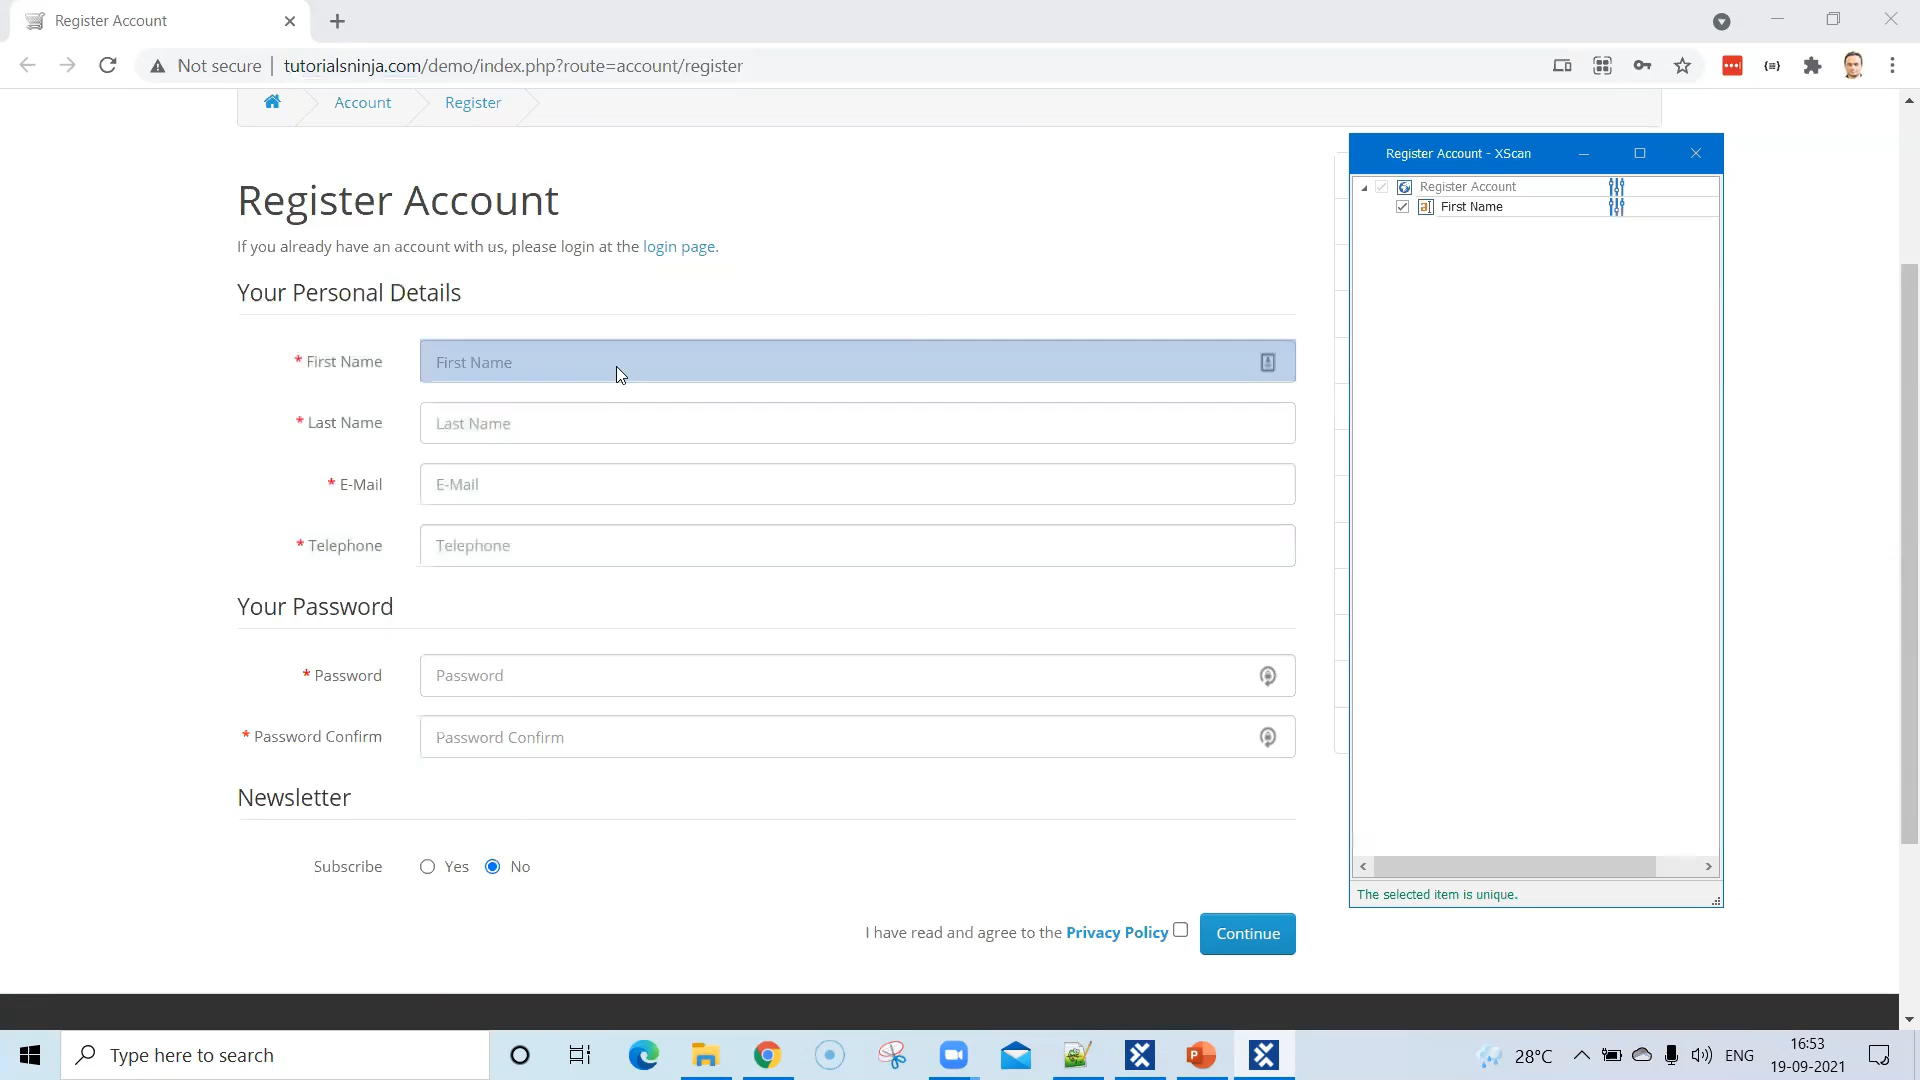 Register Account
Not secure
tutorialsninja.com/demo/index.php?route=account/register
Account
Register
Register Account
If you already have an account with us, please login at the login page.
Your Personal Details
* First Name
First Name
* Last Name
Last Name
* E-Mail
E-Mail
* Telephone
Telephone
Your Password
* Password
Password
* Password Confirm
Password Confirm
Newsletter
Subscribe
Yes
No
I have read and agree to the Privacy Policy
Continue
Register Account - XScan
Register Account
First Name
The selected item is unique.
Type here to search
28°C
ENG
16:53
19-09-2021